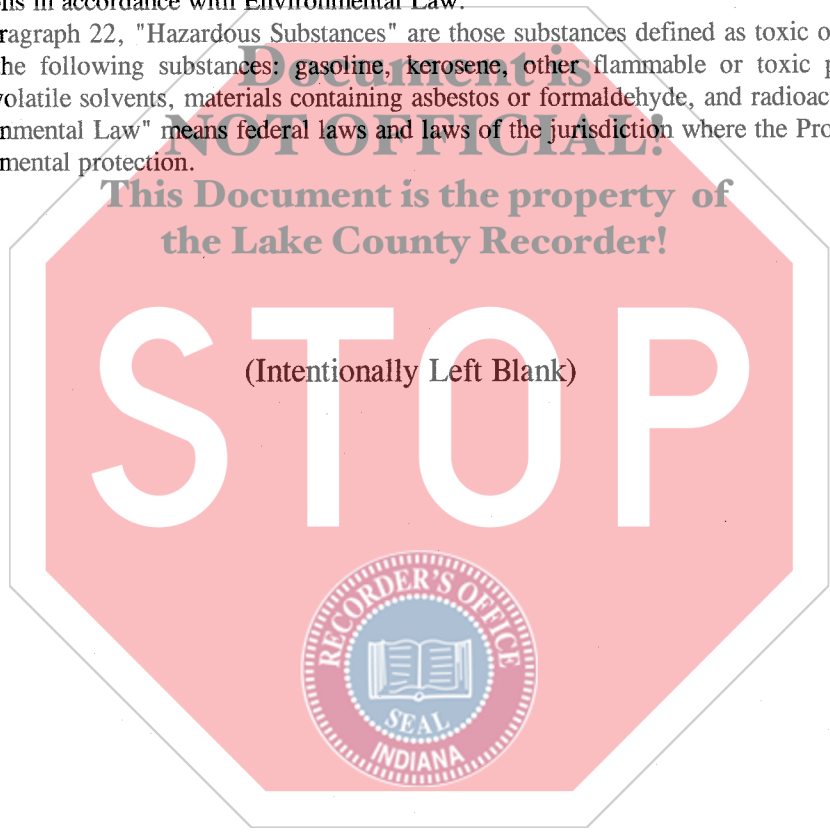 ns in accordance with Environmental Law.
ragraph 22, "Hazardous Substances" are those substances defined as toxic o
he following substances: gasoline, kerosene, other flammable or toxic p
volatile solvents, materials containing asbestos or formaldehyde, and radioac
nmental Law" means federal laws and laws of the jurisdiction where the Pro
mental protection.
Document is
NOT OFFICIAL!
This Document is the property of
the Lake County Recorder!
(Intentionally Left Blank)
STOP
RECORDER'S OFFICE
SEAL
INDIANA